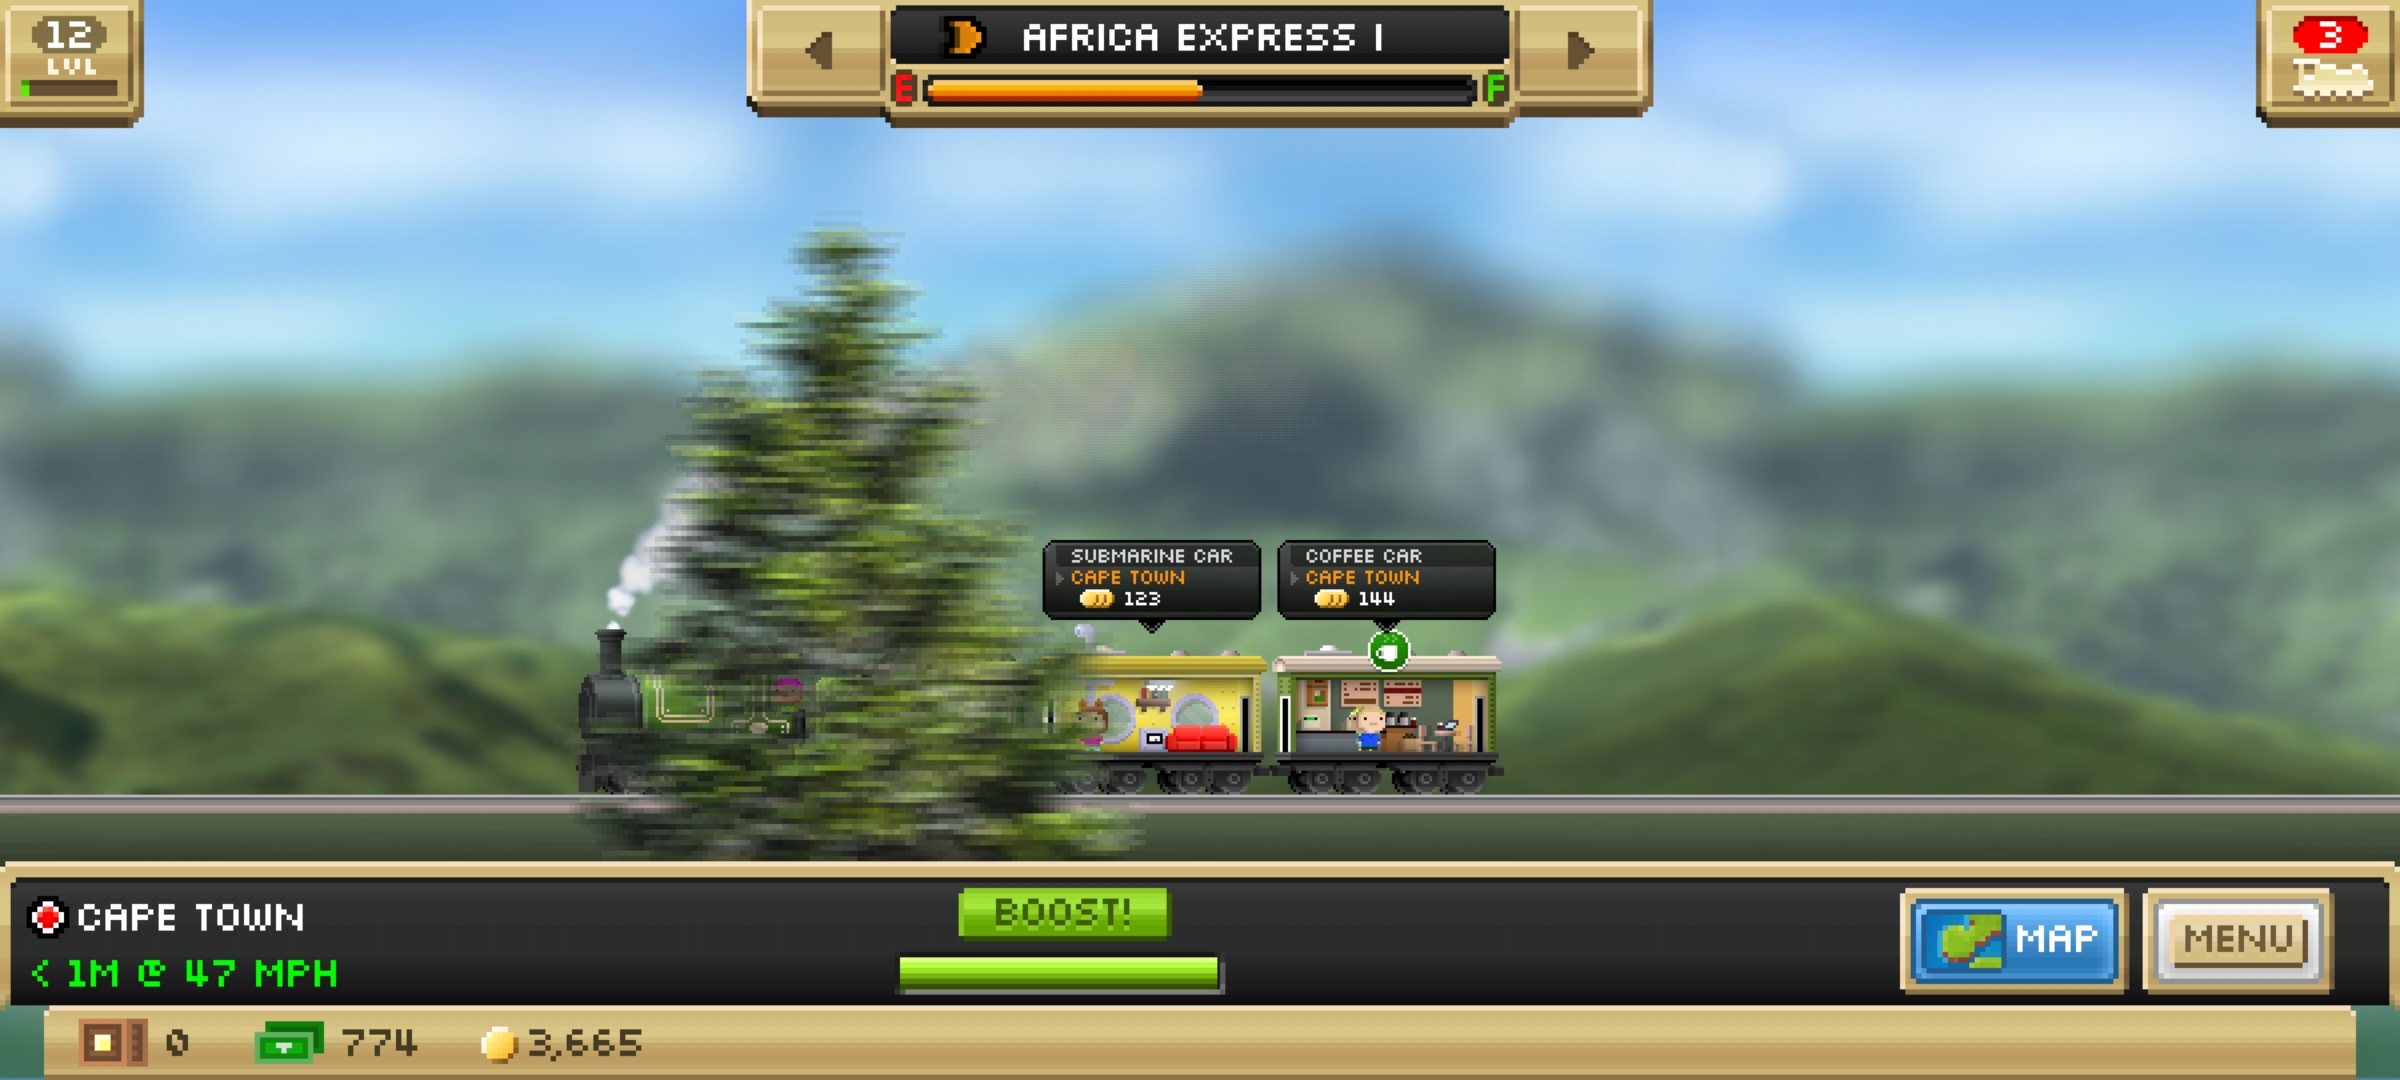 12
LVL
AFRICA EXPRESS I
E F
3
SUBMARINE CAR
CAPE TOWN
123
COFFEE CAR
CAPE TOWN
144
CAPE TOWN
< 1M @ 47 MPH
BOOST!
MAP
MENU
0
774
3,665